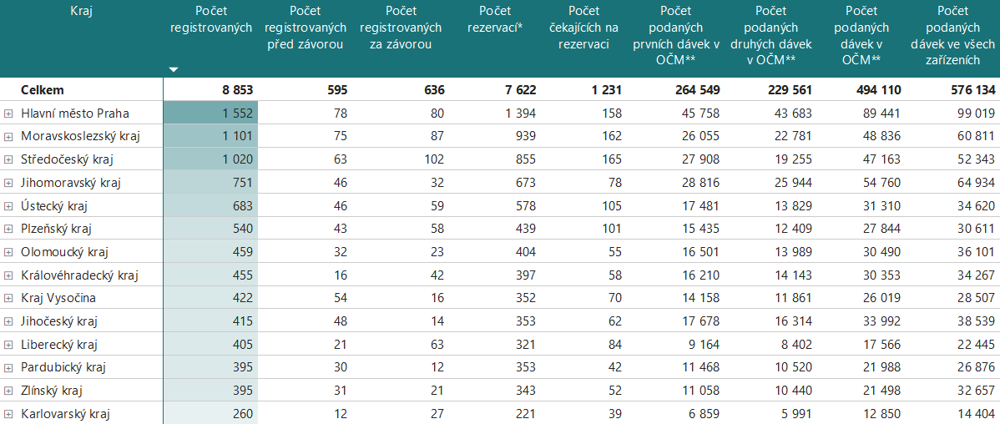 Kraj Počet registrovaných Počet registrovaných před závorou Počet registrovaných za závorou Počet rezervací* Počet čekajících na rezervaci Počet podaných prvních dávek v OČM** Počet podaných druhých dávek v OČM** Počet podaných dávek v OČM** Počet podaných dávek ve všech zařízeních
Celkem 8 853 595 636 7 622 1 231 264 549 229 561 494 110 576 134
Hlavní město Praha 1 552 78 80 1 394 158 45 758 43 683 89 441 99 019
Moravskoslezský kraj 1 101 75 87 939 162 26 055 22 781 48 836 60 811
Středočeský kraj 1 020 63 102 855 165 27 908 19 255 47 163 52 343
Jihomoravský kraj 751 46 32 673 78 28 816 25 944 54 760 64 934
Ústecký kraj 683 46 59 578 105 17 481 13 829 31 310 34 620
Plzeňský kraj 540 43 58 439 101 15 435 12 409 27 844 30 611
Olomoucký kraj 459 32 23 404 55 16 501 13 989 30 490 36 101
Královéhradecký kraj 455 16 42 397 58 16 210 14 143 30 353 34 267
Kraj Vysočina 422 54 16 352 70 14 158 11 861 26 019 28 507
Jihočeský kraj 415 48 14 353 62 17 678 16 314 33 992 38 539
Liberecký kraj 405 21 63 321 84 9 164 8 402 17 566 22 445
Pardubický kraj 395 30 12 353 42 11 468 10 520 21 988 26 876
Zlínský kraj 395 31 21 343 52 11 058 10 440 21 498 32 657
Karlovarský kraj 260 12 27 221 39 6 859 5 991 12 850 14 404